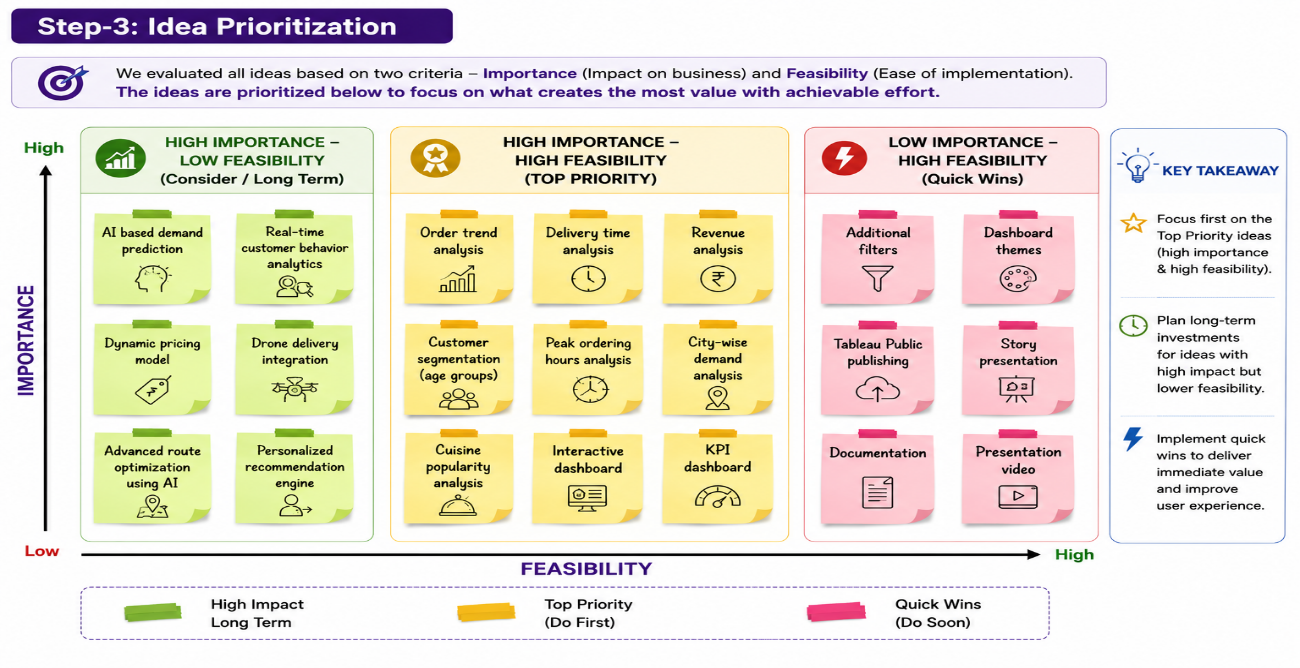 Step-3: Idea Prioritization
We evaluated all ideas based on two criteria – Importance (Impact on business) and Feasibility (Ease of implementation).
The ideas are prioritized below to focus on what creates the most value with achievable effort.
High
IMPORTANCE
Low
HIGH IMPORTANCE –
LOW FEASIBILITY
(Consider / Long Term)
AI based demand
prediction
Real-time
customer behavior
analytics
Dynamic pricing
model
Drone delivery
integration
Advanced route
optimization
using AI
Personalized
recommendation
engine
HIGH IMPORTANCE –
HIGH FEASIBILITY
(TOP PRIORITY)
Order trend
analysis
Delivery time
analysis
Revenue
analysis
₹
Customer
segmentation
(age groups)
Peak ordering
hours analysis
City-wise
demand
analysis
Cuisine
popularity
analysis
Interactive
dashboard
KPI
dashboard
LOW IMPORTANCE –
HIGH FEASIBILITY
(Quick Wins)
Additional
filters
Dashboard
themes
Tableau Public
publishing
Story
presentation
Documentation
Presentation
video
KEY TAKEAWAY
Focus first on the
Top Priority ideas
(high importance
& high feasibility).
Plan long-term
investments
for ideas with
high impact but
lower feasibility.
Implement quick
wins to deliver
immediate value
and improve
user experience.
FEASIBILITY
High
High Impact
Long Term
Top Priority
(Do First)
Quick Wins
(Do Soon)